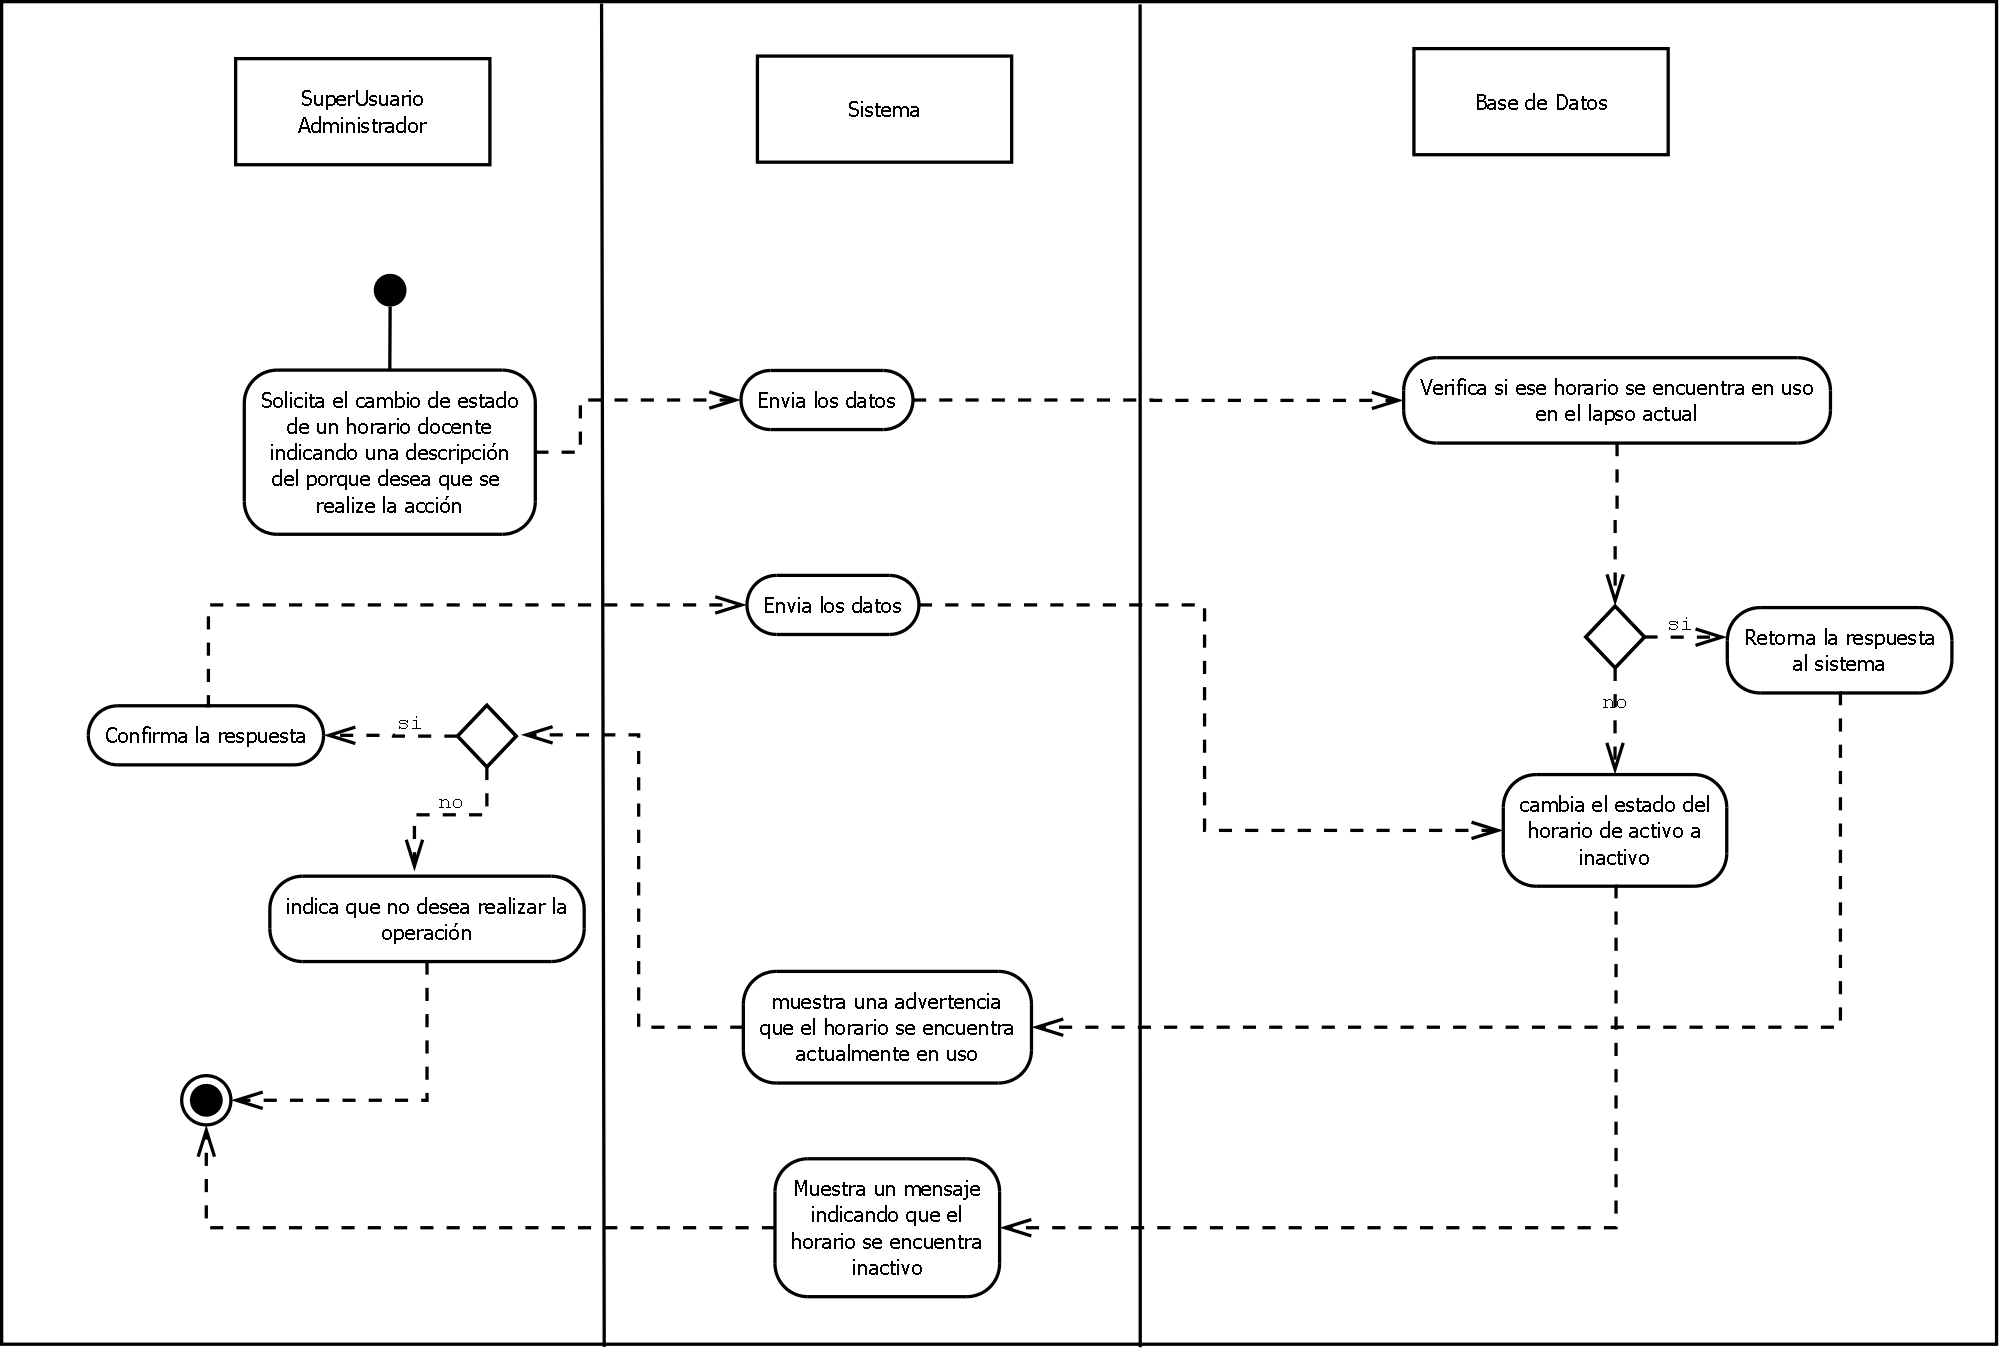 SuperUsuario
Administrador
Sistema
Base de Datos
Solicita el cambio de estado
de un horario docente
indicando una descripción
del porque desea que se
realize la acción
Envia los datos
Verifica si ese horario se encuentra en uso
en el lapso actual
Envia los datos
si
Retorna la respuesta
al sistema
no
Confirma la respuesta
si
no
cambia el estado del
horario de activo a
inactivo
indica que no desea realizar la
operación
muestra una advertencia
que el horario se encuentra
actualmente en uso
Muestra un mensaje
indicando que el
horario se encuentra
inactivo